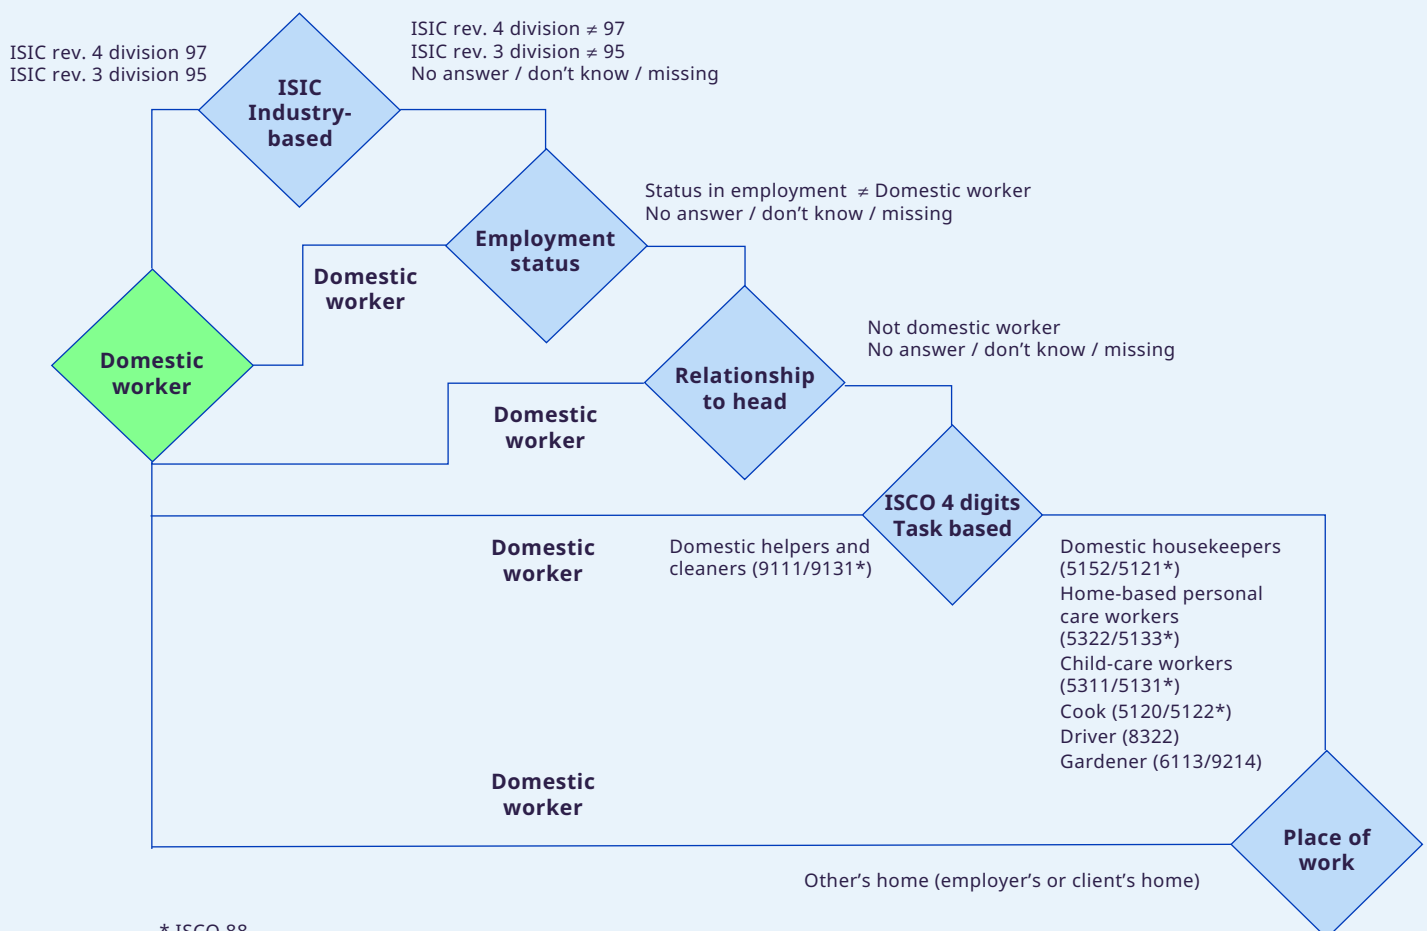 ISIC rev. 4 division 97
ISIC rev. 3 division 95
ISIC rev. 4 division ≠ 97
ISIC rev. 3 division ≠ 95
No answer / don’t know / missing
ISIC
Industry-
based
Status in employment ≠ Domestic worker
No answer / don’t know / missing
Employment
status
Domestic
worker
Domestic
worker
Not domestic worker
No answer / don’t know / missing
Relationship
to head
Domestic
worker
ISCO 4 digits
Task based
Domestic
worker
Domestic helpers and
cleaners (9111/9131*)
Domestic housekeepers
(5152/5121*)
Home-based personal
care workers
(5322/5133*)
Child-care workers
(5311/5131*)
Cook (5120/5122*)
Driver (8322)
Gardener (6113/9214)
Domestic
worker
Place of
work
Other’s home (employer’s or client’s home)
* ISCO 88